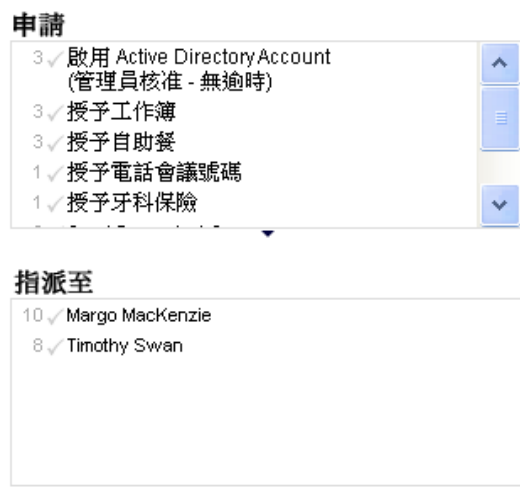 申請
3 ✓ 啟用 Active Directory Account
(管理員核准 - 無逾時)
3 ✓ 授予工作簿
3 ✓ 授予自助餐
1 ✓ 授予電話會議號碼
1 ✓ 授予牙科保險
指派至
10 ✓ Margo MacKenzie
8 ✓ Timothy Swan